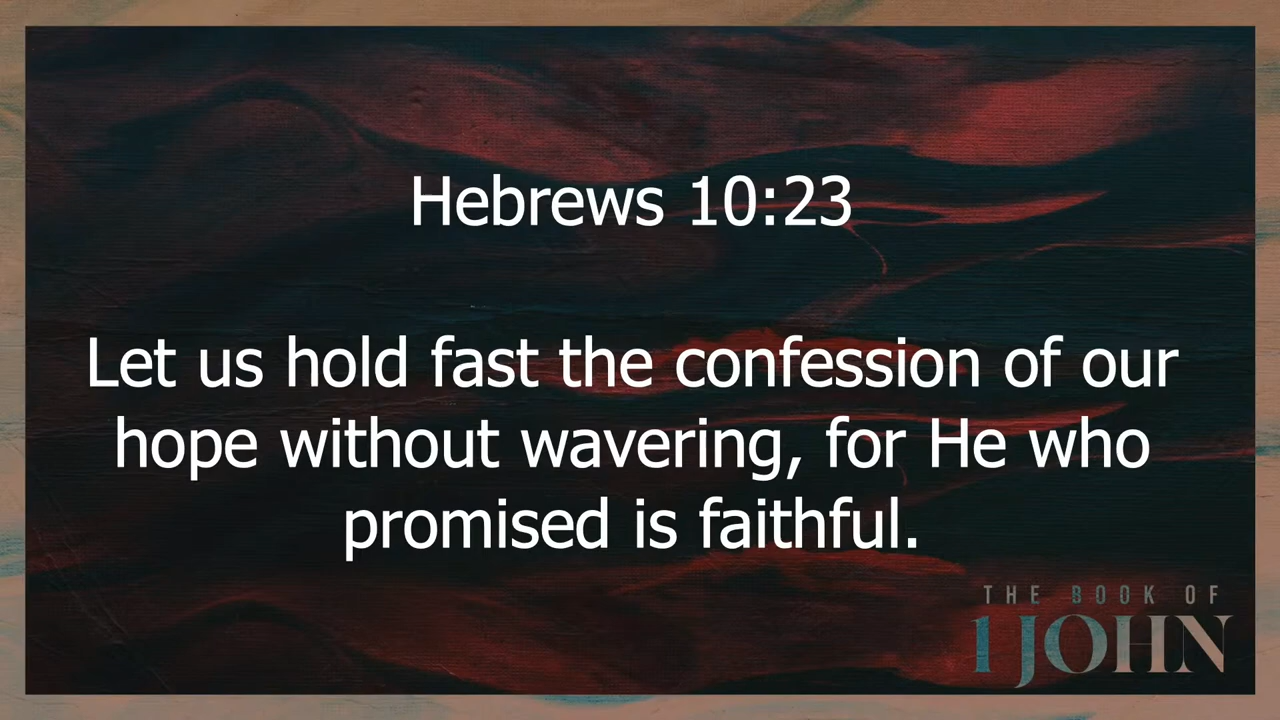 Hebrews 10:23
Let us hold fast the confession of our
hope without wavering, for He who
promised is faithful.
THE BOOK OF
1 JOHN